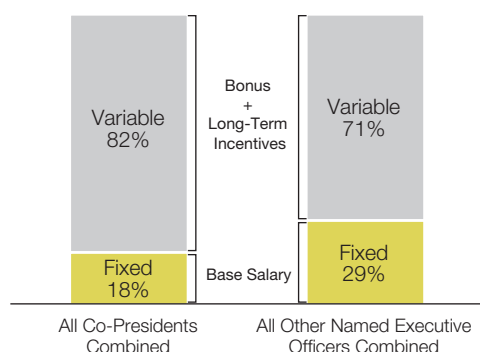 Variable
82%
Fixed
18%
Bonus
+
Long-Term
Incentives
Base Salary
Variable
71%
Fixed
29%
All Co-Presidents
Combined
All Other Named Executive
Officers Combined